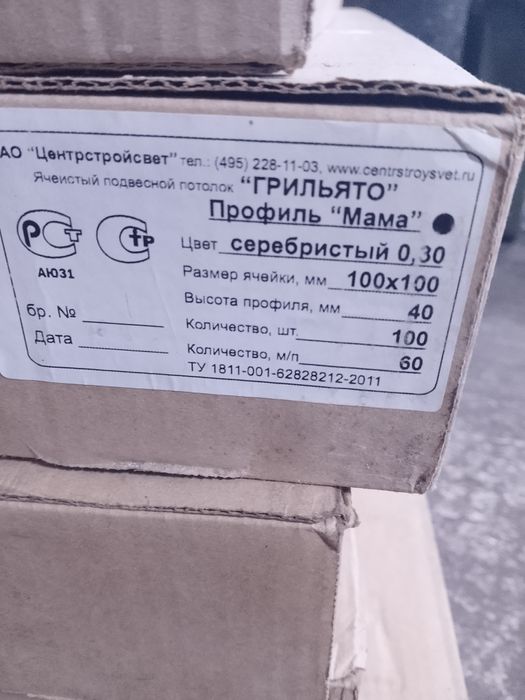 АО "Центрстройсвет" тел.: (495) 228-11-03, www.centrstroysvet.ru
Ячеистый подвесной потолок "ГРИЛЬЯТО"
Профиль "Мама"
Цвет серебристый 0,30
Размер ячейки, мм 100х100
Высота профиля, мм 40
Количество, шт. 100
Количество, м/п 60
ТУ 1811-001-62828212-2011
РСТ
СТР
АЮ31
бр. №
Дата